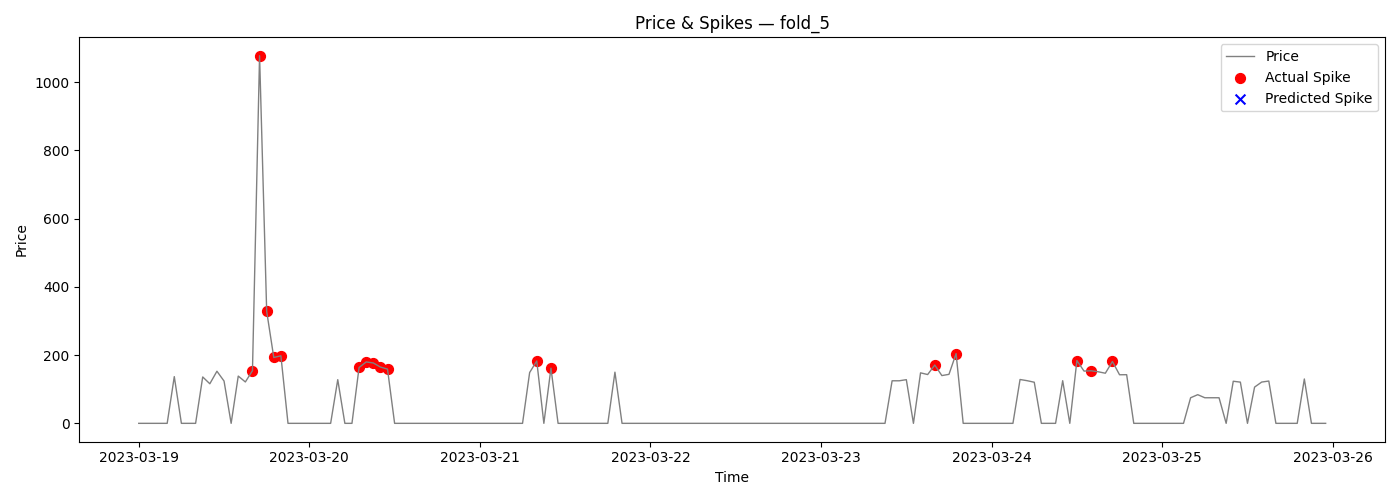 Price & Spikes — fold_5
Price
Actual Spike
Predicted Spike
1000
800
600
400
200
0
Price
2023-03-19
2023-03-20
2023-03-21
2023-03-22
2023-03-23
2023-03-24
2023-03-25
2023-03-26
Time